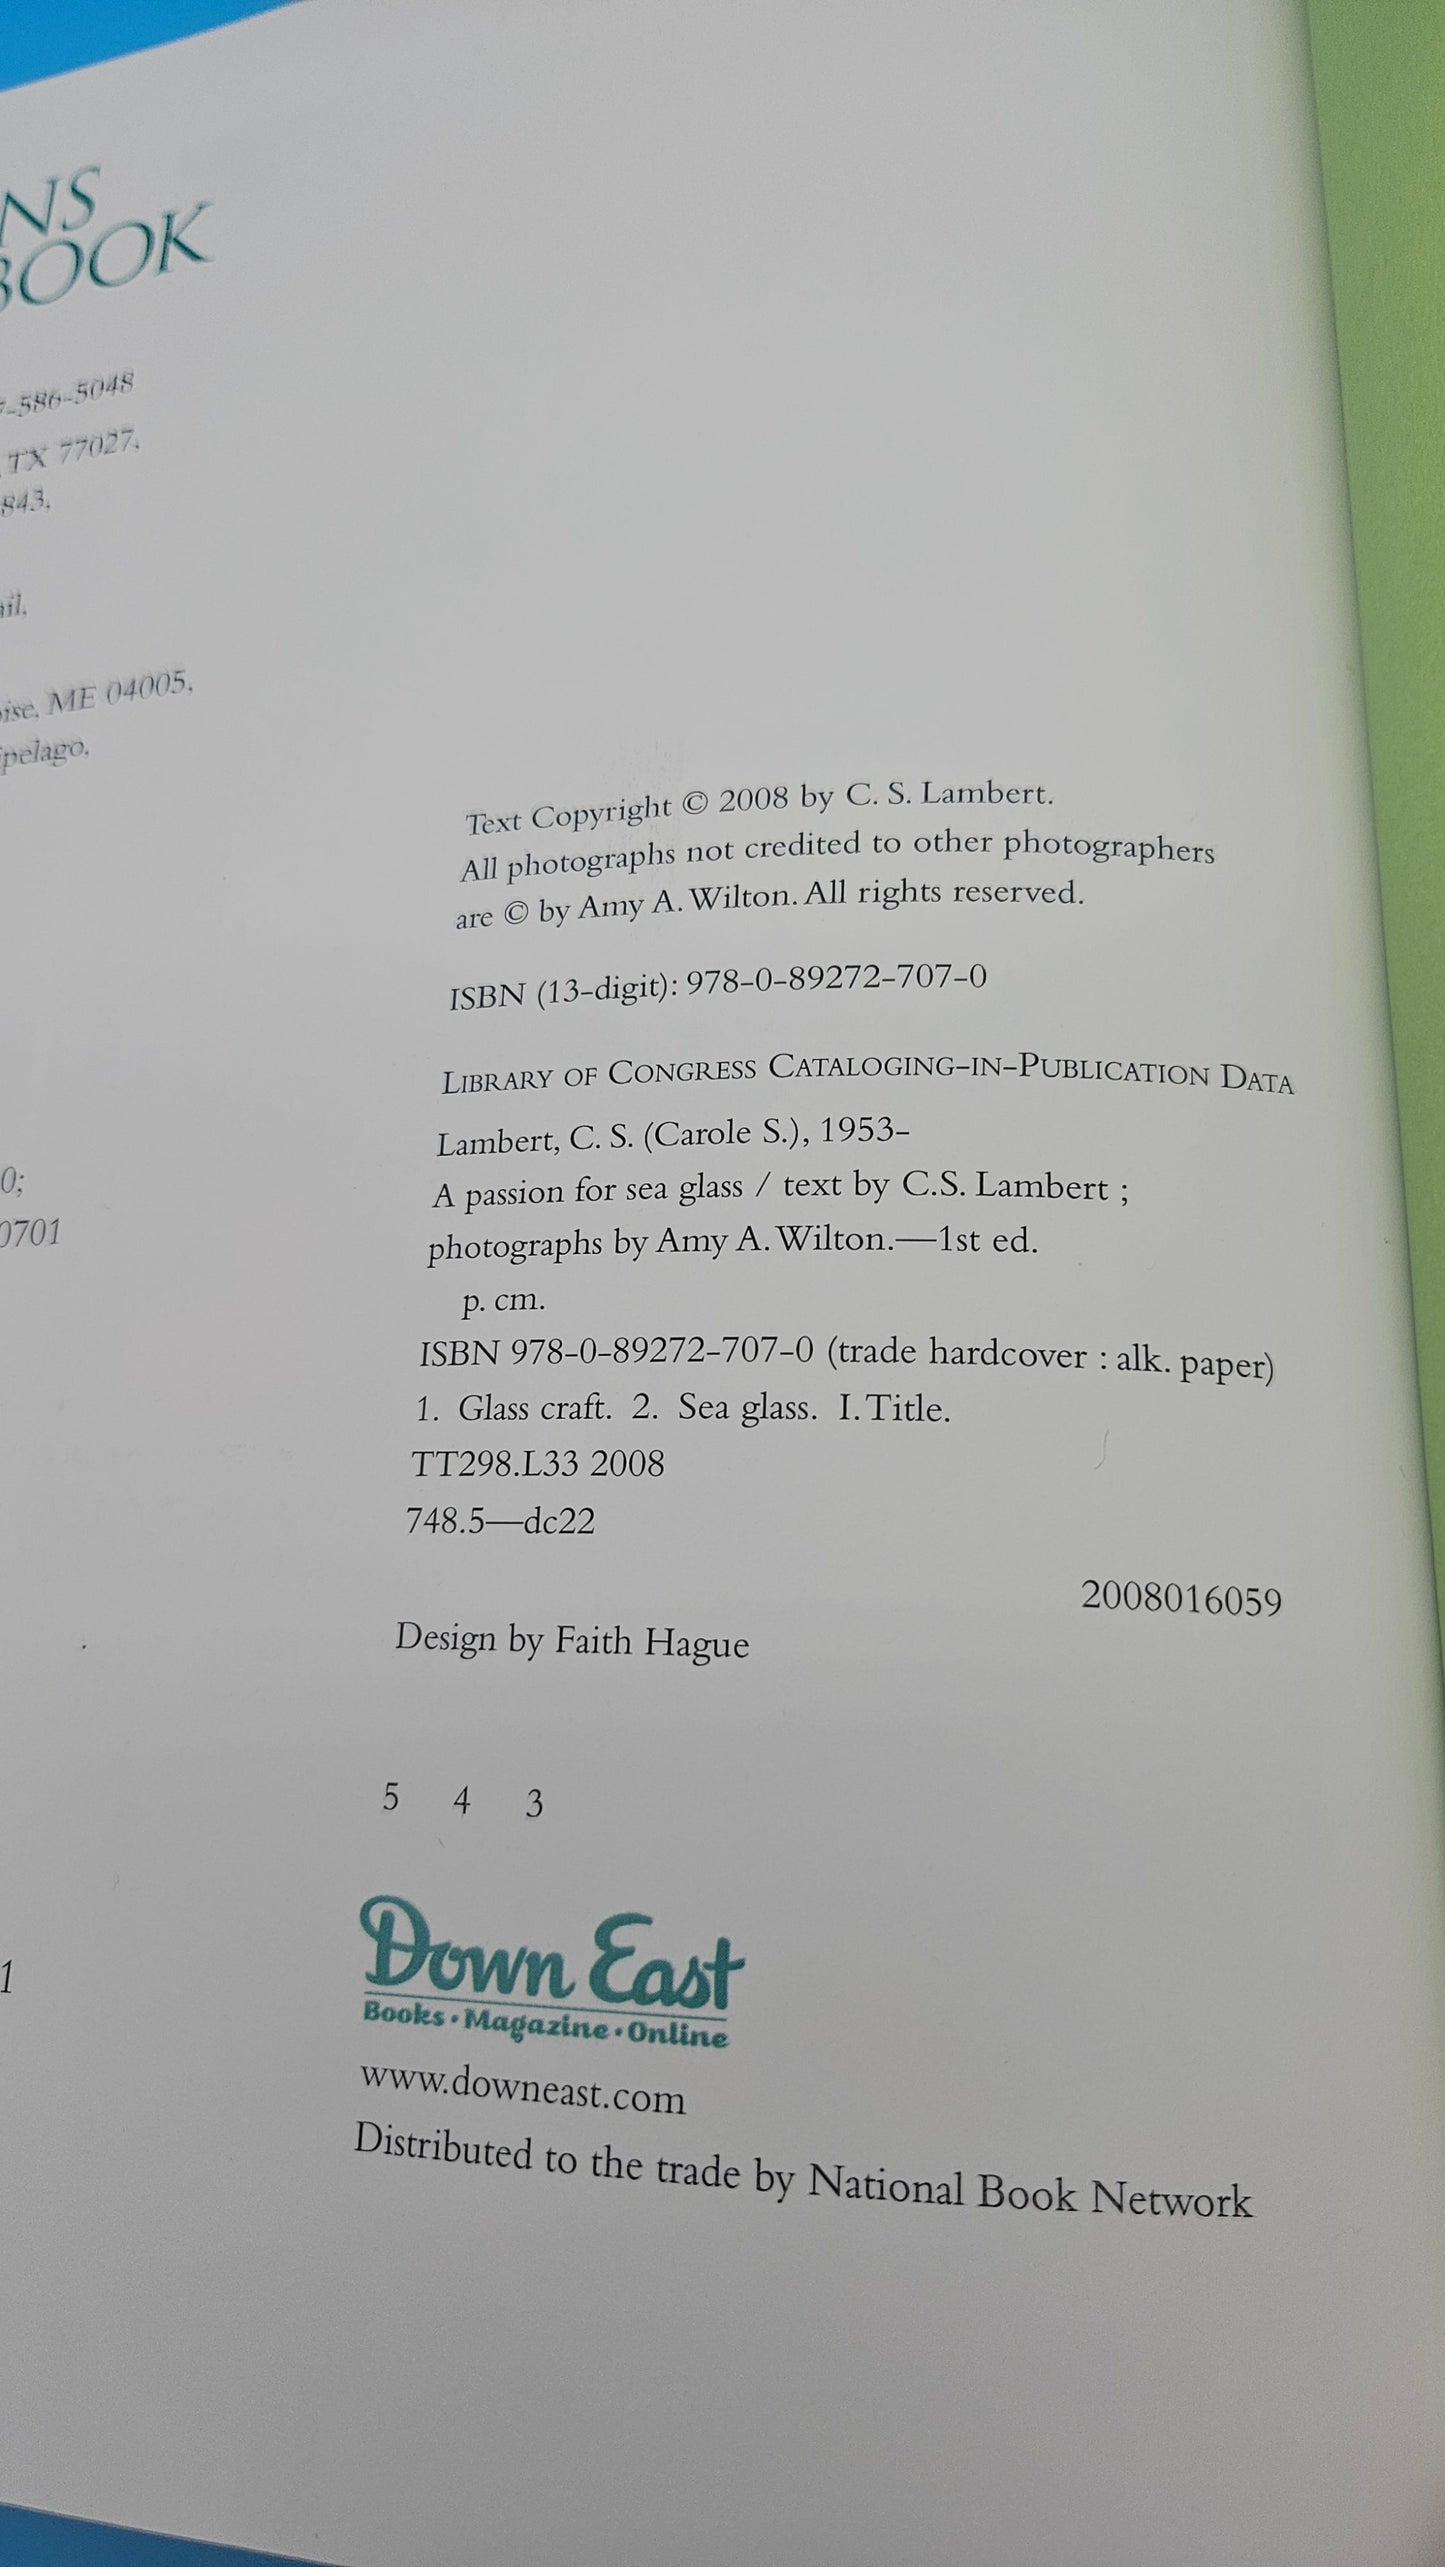 NS
BOOK
-586-5048
TX 77027,
843,
ail,
oise, ME 04005,
pelago,
0;
0701
1
Text Copyright © 2008 by C. S. Lambert.
All photographs not credited to other photographers
are © by Amy A. Wilton. All rights reserved.
ISBN (13-digit): 978-0-89272-707-0
LIBRARY OF CONGRESS CATALOGING-IN-PUBLICATION DATA
Lambert, C. S. (Carole S.), 1953-
A passion for sea glass / text by C.S. Lambert ;
photographs by Amy A. Wilton.—1st ed.
p. cm.
ISBN 978-0-89272-707-0 (trade hardcover : alk. paper)
1. Glass craft. 2. Sea glass. I. Title.
TT298.L33 2008
748.5—dc22
2008016059
Design by Faith Hague
5 4 3
Down East
Books • Magazine • Online
www.downeast.com
Distributed to the trade by National Book Network